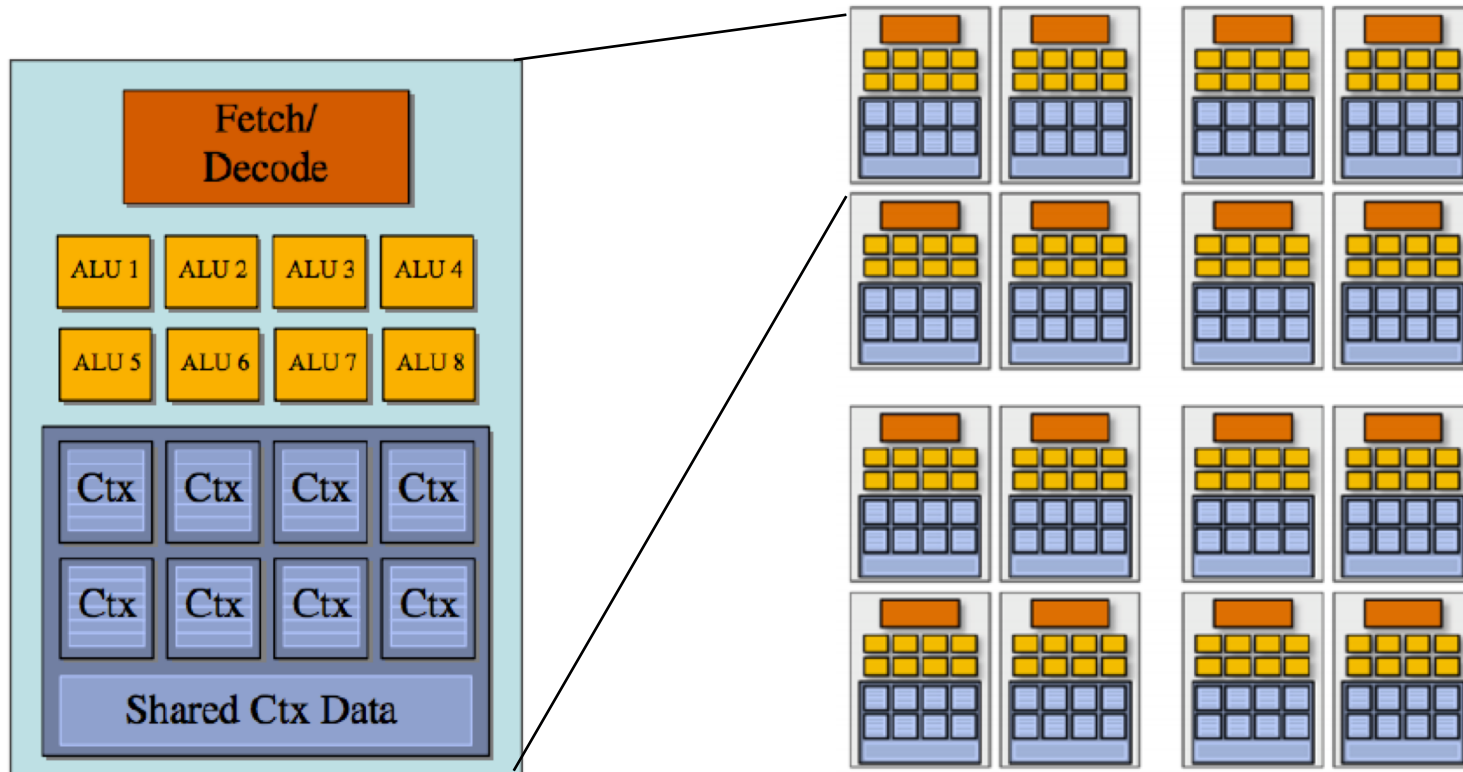 Fetch/
Decode
ALU 1 ALU 2 ALU 3 ALU 4
ALU 5 ALU 6 ALU 7 ALU 8
Ctx Ctx Ctx Ctx
Ctx Ctx Ctx Ctx
Shared Ctx Data